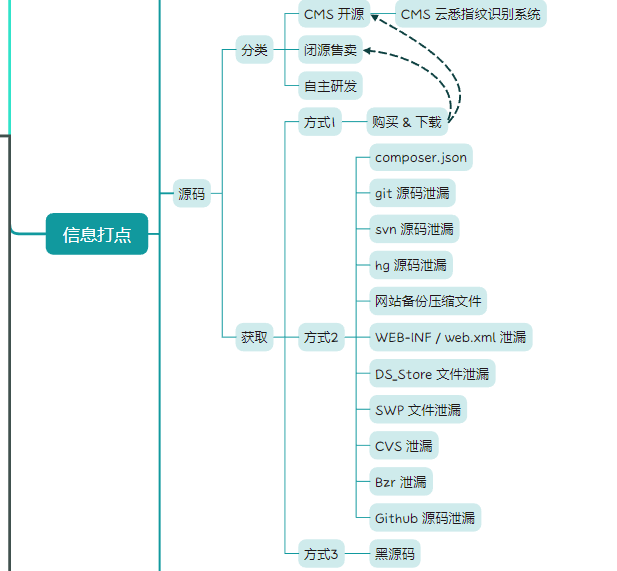 信息打点
源码
分类
CMS 开源
CMS 云悉指纹识别系统
闭源售卖
自主研发
获取
方式1
购买 & 下载
方式2
composer.json
git 源码泄漏
svn 源码泄漏
hg 源码泄漏
网站备份压缩文件
WEB-INF / web.xml 泄漏
DS_Store 文件泄漏
SWP 文件泄漏
CVS 泄漏
Bzr 泄漏
Github 源码泄漏
方式3
黑源码